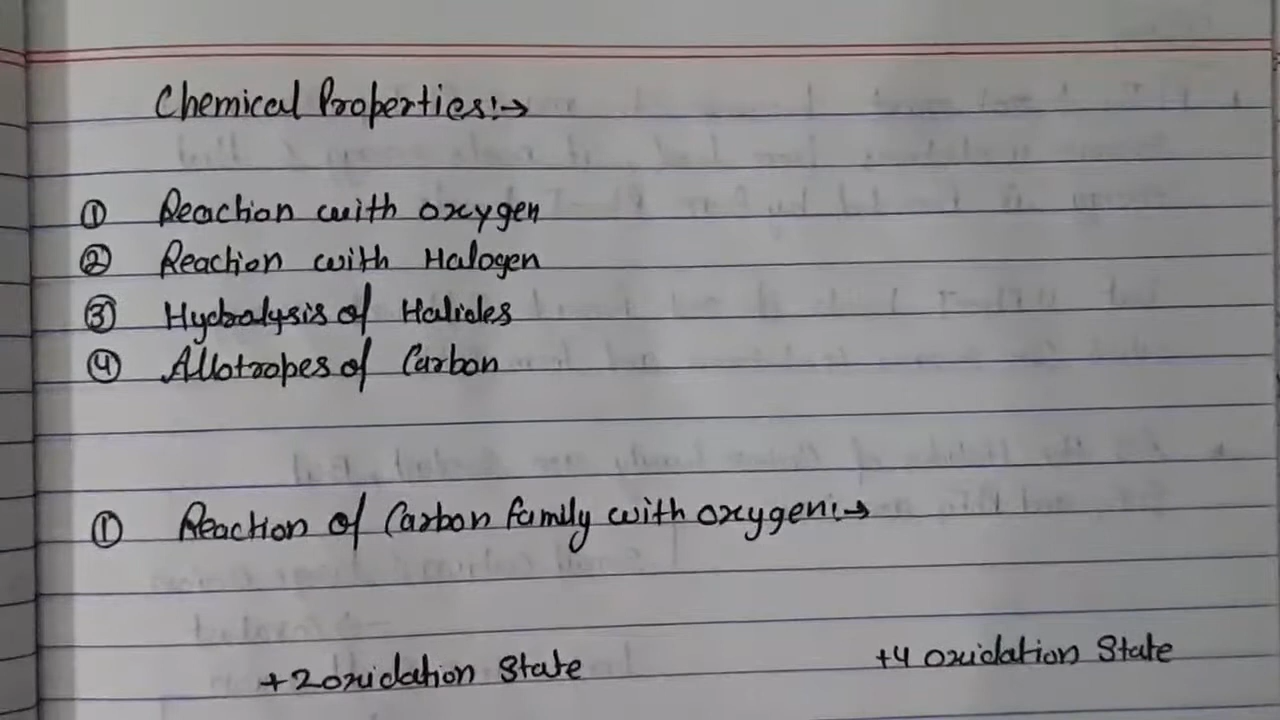 Chemical Properties:→
① Reaction with oxygen
② Reaction with Halogen
③ Hydrolysis of Halides
④ Allotropes of Carbon
① Reaction of Carbon family with oxygen:→
+2 oxidation State +4 oxidation State